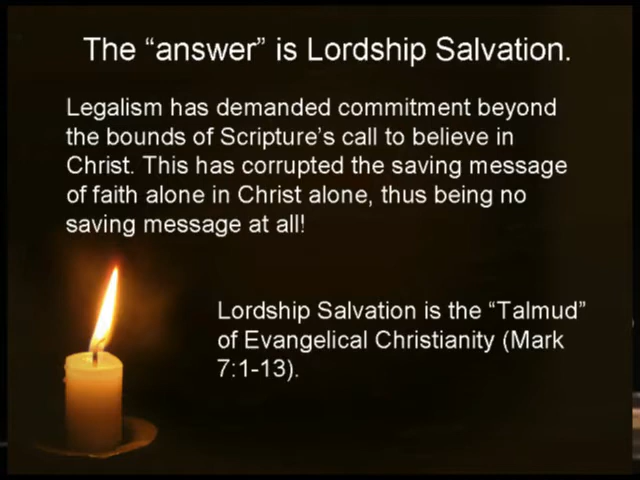 The “answer” is Lordship Salvation.
Legalism has demanded commitment beyond
the bounds of Scripture’s call to believe in
Christ. This has corrupted the saving message
of faith alone in Christ alone, thus being no
saving message at all!
Lordship Salvation is the “Talmud”
of Evangelical Christianity (Mark
7:1-13).